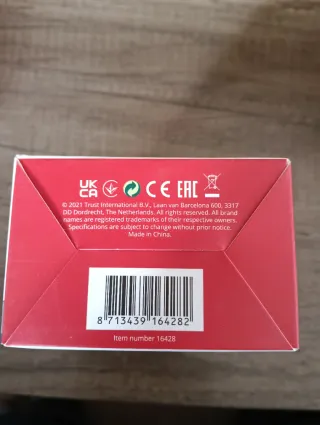 UK
CA CE EAC
© 2021 Trust International B.V., Laan van Barcelona 600, 3317
DD Dordrecht, The Netherlands. All rights reserved. All brand
names are registered trademarks of their respective owners.
Specifications are subject to change without prior notice.
Made in China.
8 713439 164282
Item number 16428